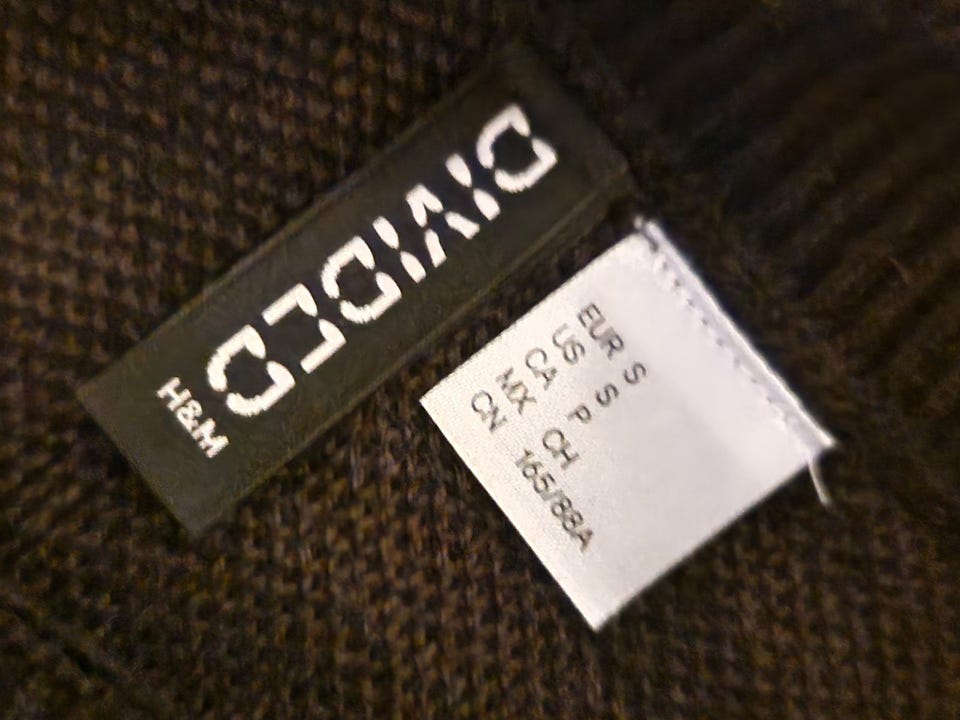 DIVIDED
H&M
EUR S
US S
CA P
MX CH
CN 165/88A